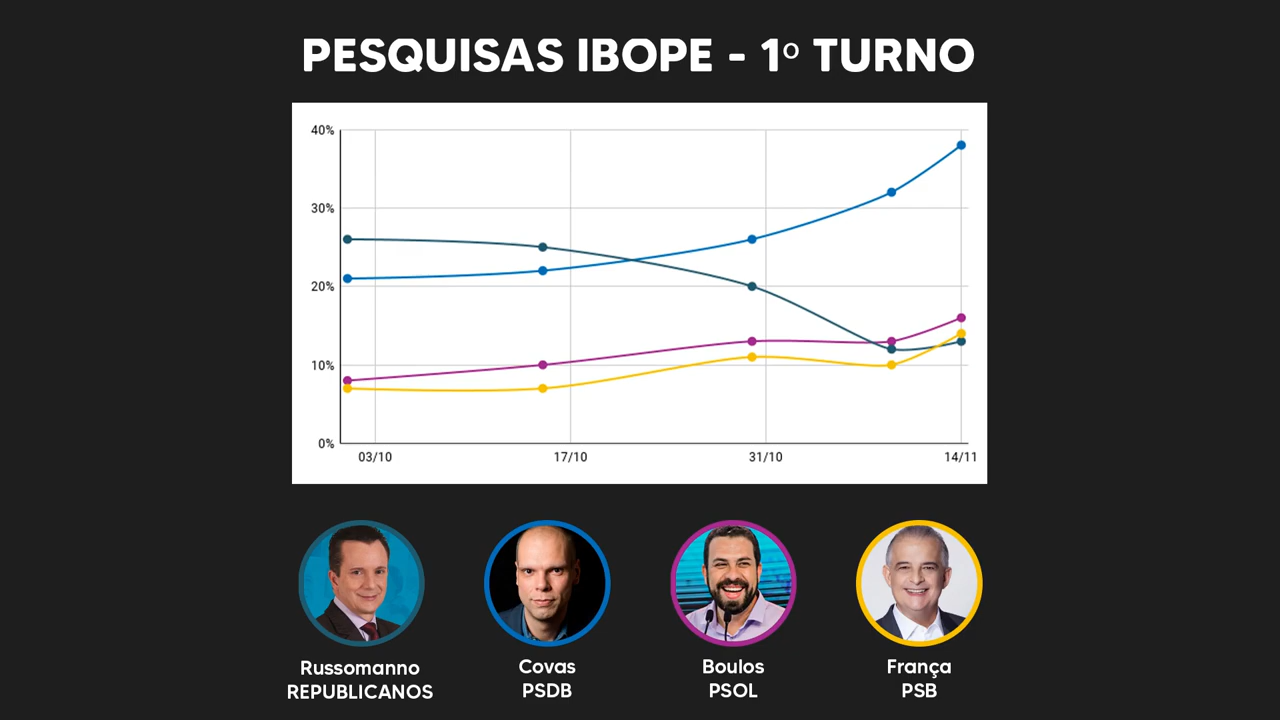 PESQUISAS IBOPE - 1º TURNO
40%
30%
20%
10%
0%
03/10 17/10 31/10 14/11
Russomanno Covas Boulos França
REPUBLICANOS PSDB PSOL PSB